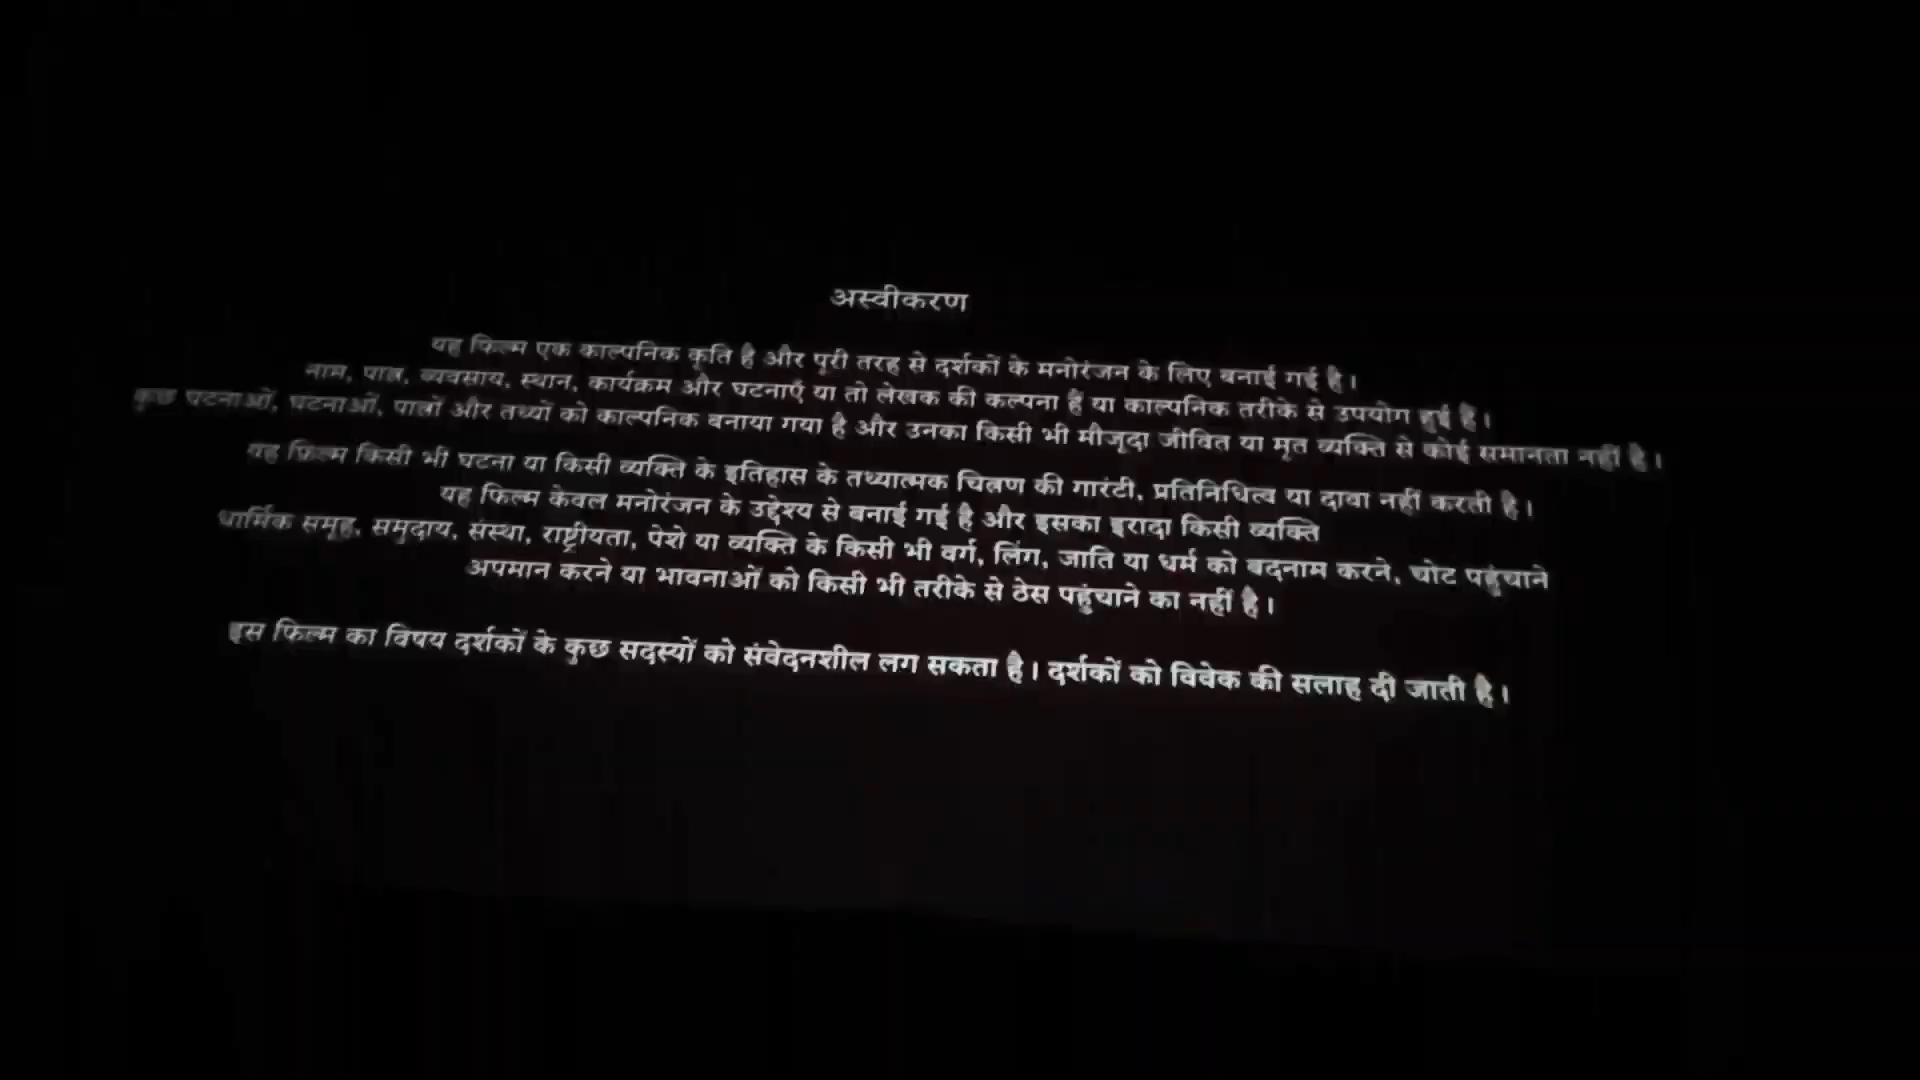 अस्वीकरण
यह फिल्म एक काल्पनिक कृति है और पूरी तरह से दर्शकों के मनोरंजन के लिए बनाई गई है।
नाम, पात्र, व्यवसाय, स्थान, कार्यक्रम और घटनाएँ या तो लेखक की कल्पना हैं या काल्पनिक तरीके से उपयोग हुई हैं।
कुछ घटनाओं, घटनाओं, पात्रों और तथ्यों को काल्पनिक बनाया गया है और उनका किसी भी मौजूदा जीवित या मृत व्यक्ति से कोई समानता नहीं है।
यह फ़िल्म किसी भी घटना या किसी व्यक्ति के इतिहास के तथ्यात्मक चित्रण की गारंटी, प्रतिनिधित्व या दावा नहीं करती है।
यह फिल्म केवल मनोरंजन के उद्देश्य से बनाई गई है और इसका इरादा किसी व्यक्ति
धार्मिक समूह, समुदाय, संस्था, राष्ट्रीयता, पेशे या व्यक्ति के किसी भी वर्ग, लिंग, जाति या धर्म को बदनाम करने, चोट पहुंचाने
अपमान करने या भावनाओं को किसी भी तरीके से ठेस पहुंचाने का नहीं है।
इस फिल्म का विषय दर्शकों के कुछ सदस्यों को संवेदनशील लग सकता है। दर्शकों को विवेक की सलाह दी जाती है।